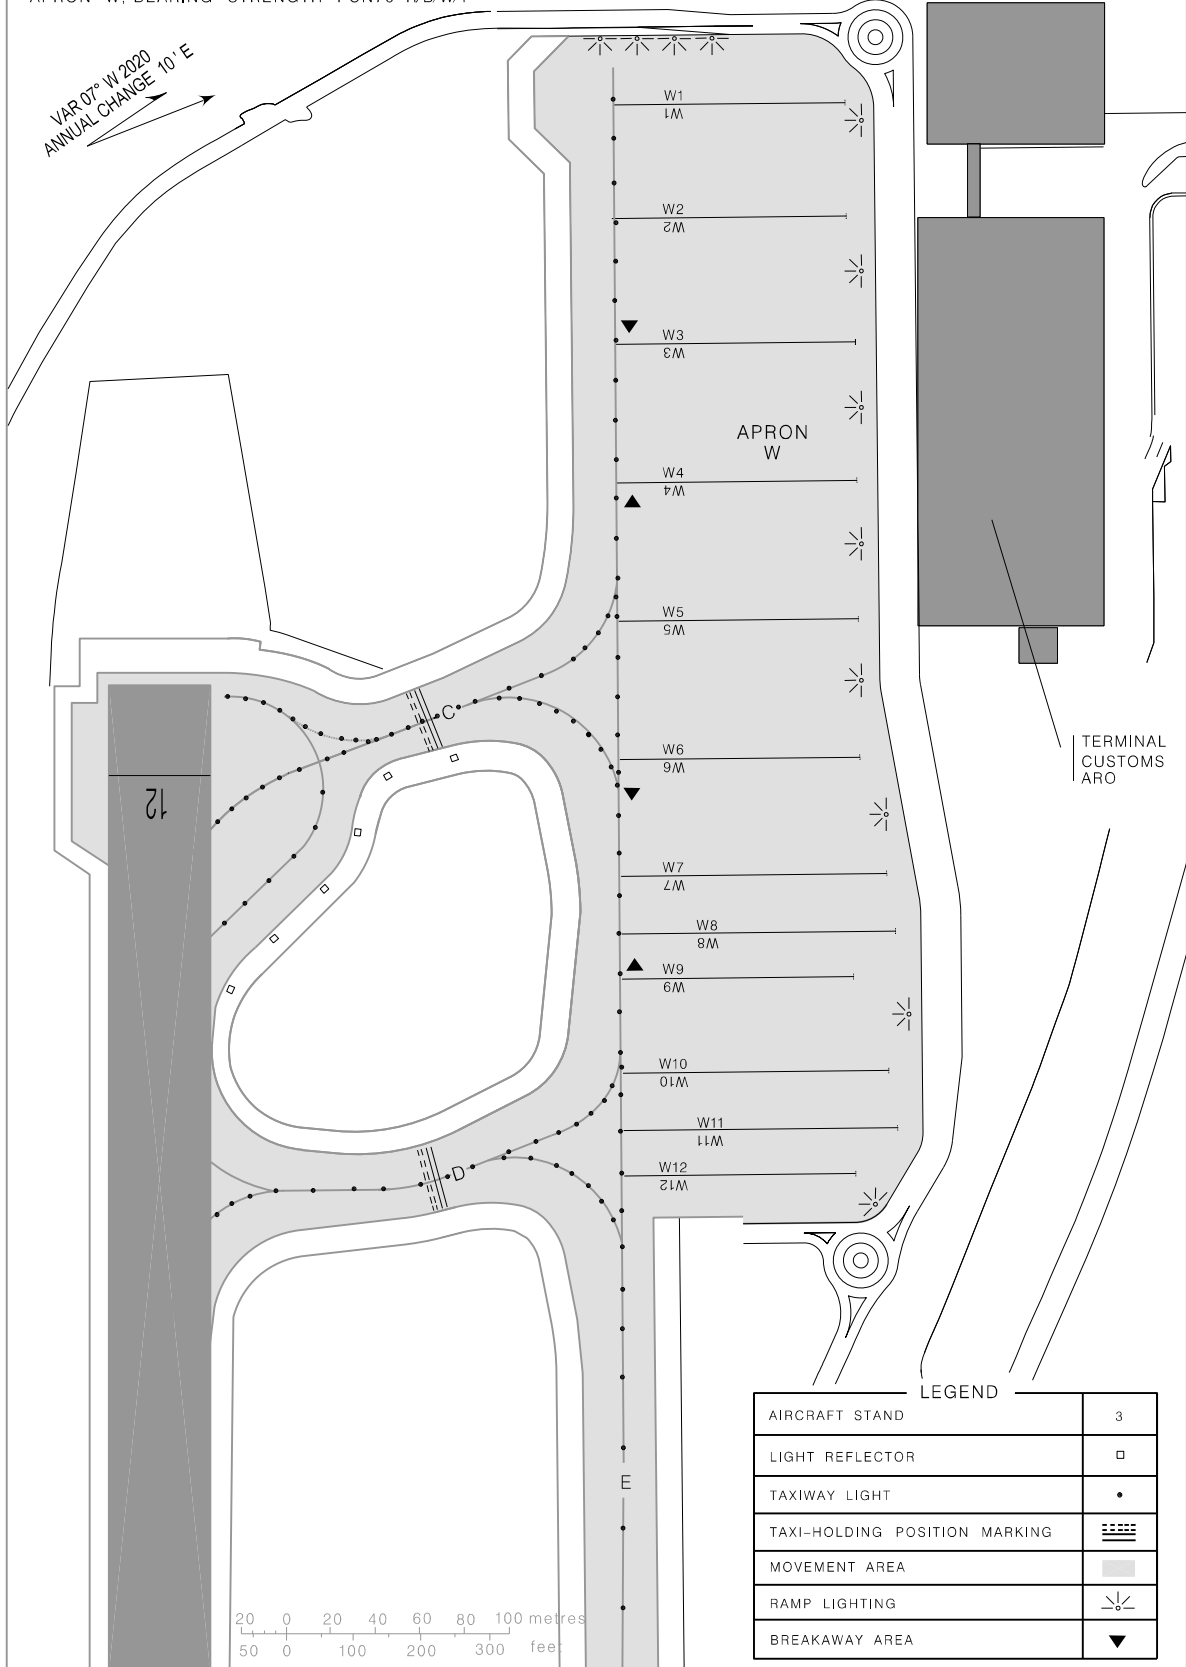 VAR 07° W 2020
ANNUAL CHANGE 10' E
W1
W1
W2
W2
W3
W3
APRON
W
W4
W4
W5
W5
C
W6
W6
TERMINAL
CUSTOMS
ARO
12
W7
W7
W8
W8
W9
W9
W10
W10
W11
W11
D
W12
W12
E
LEGEND
AIRCRAFT STAND 3
LIGHT REFLECTOR
TAXIWAY LIGHT
TAXI-HOLDING POSITION MARKING
MOVEMENT AREA
RAMP LIGHTING
BREAKAWAY AREA
20 0 20 40 60 80 100 metres
50 0 100 200 300 feet